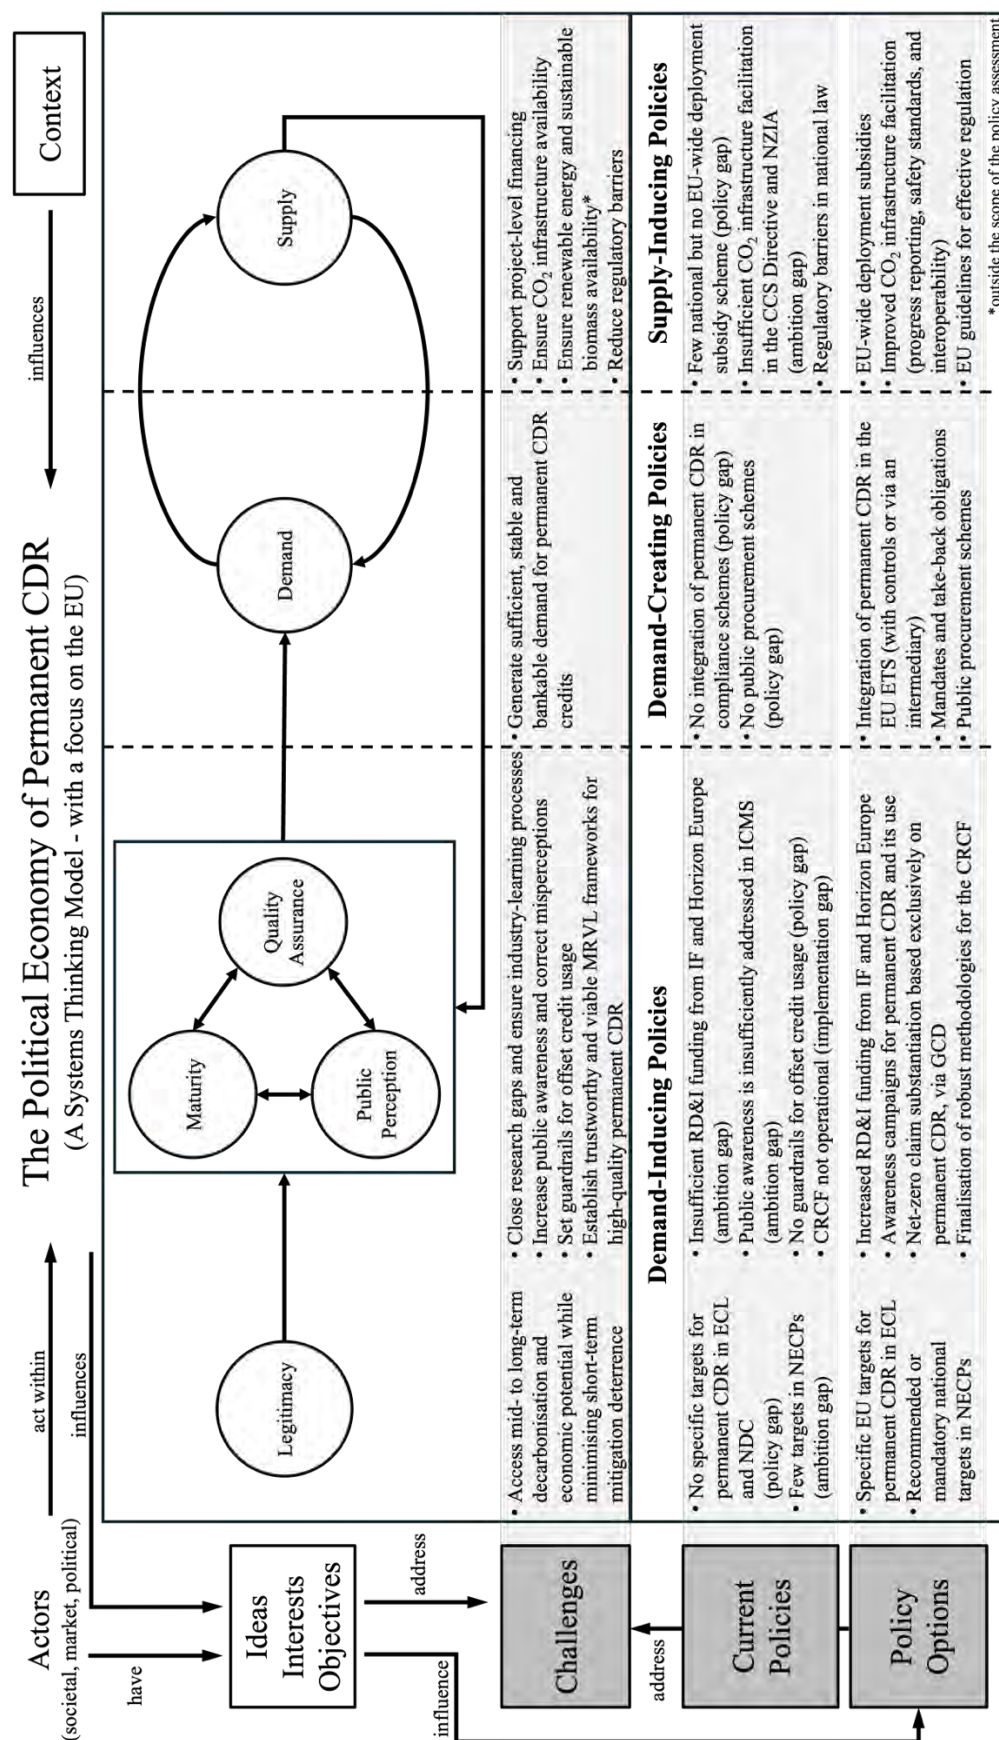 The Political Economy of Permanent CDR
(A Systems Thinking Model - with a focus on the EU)
Actors
(societal, market, political)
act within
influences
influences
Context
have
Ideas
Interests
Objectives
address
influence
Legitimacy
Maturity
Quality
Assurance
Public
Perception
Demand
Supply
Challenges
• Access mid- to long-term
decarbonisation and
economic potential while
minimising short-term
mitigation deterrence
• Close research gaps and ensure industry-learning processes
• Increase public awareness and correct misperceptions
• Set guardrails for offset credit usage
• Establish trustworthy and viable MRVL frameworks for
high-quality permanent CDR
• Generate sufficient, stable and
bankable demand for permanent CDR
credits
• Support project-level financing
• Ensure CO₂ infrastructure availability
• Ensure renewable energy and sustainable
biomass availability*
• Reduce regulatory barriers
Demand-Inducing Policies
Demand-Creating Policies
Supply-Inducing Policies
address
Current
Policies
• No specific targets for
permanent CDR in ECL
and NDC
(policy gap)
• Few targets in NECPs
(ambition gap)
• Insufficient RD&I funding from IF and Horizon Europe
(ambition gap)
• Public awareness is insufficiently addressed in ICMS
(ambition gap)
• No guardrails for offset credit usage (policy gap)
• CRCF not operational (implementation gap)
• No integration of permanent CDR in
compliance schemes (policy gap)
• No public procurement schemes
(policy gap)
• Few national but no EU-wide deployment
subsidy scheme (policy gap)
• Insufficient CO₂ infrastructure facilitation
in the CCS Directive and NZIA
(ambition gap)
• Regulatory barriers in national law
Policy
Options
• Specific EU targets for
permanent CDR in ECL
• Recommended or
mandatory national
targets in NECPs
• Increased RD&I funding from IF and Horizon Europe
• Awareness campaigns for permanent CDR and its use
• Net-zero claim substantiation based exclusively on
permanent CDR, via GCD
• Finalisation of robust methodologies for the CRCF
• Integration of permanent CDR in the
EU ETS (with controls or via an
intermediary)
• Mandates and take-back obligations
• Public procurement schemes
• EU-wide deployment subsidies
• Improved CO₂ infrastructure facilitation
(progress reporting, safety standards, and
interoperability)
• EU guidelines for effective regulation
*outside the scope of the policy assessment